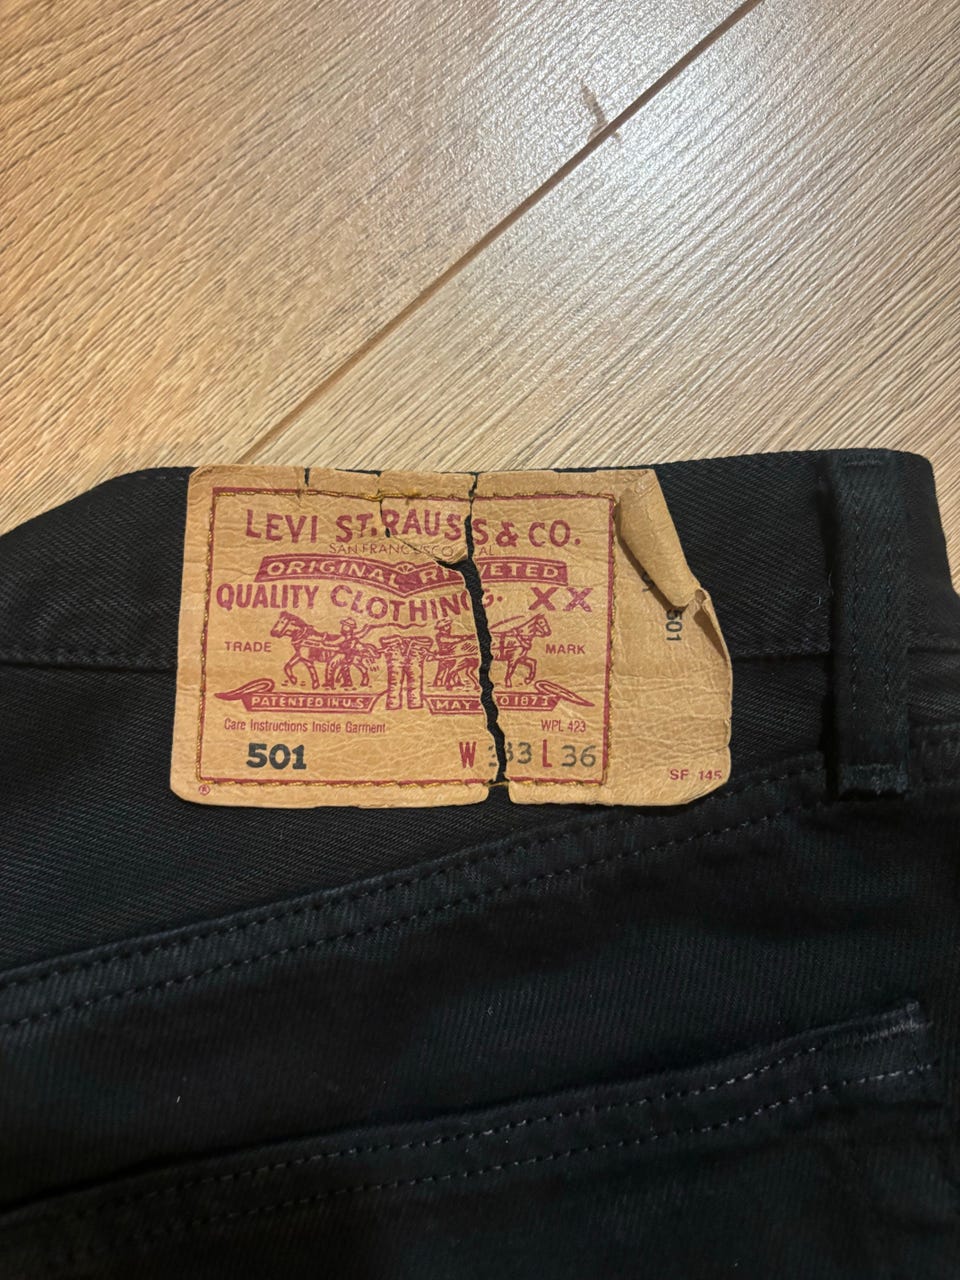 LEVI STRAUSS & CO.
SAN FRANCISCO CAL
ORIGINAL RIVETED
QUALITY CLOTHING. XX
TRADE MARK
PATENTED IN U.S. MAY 20 1873
Care Instructions Inside Garment WPL 423
501 W 33 L 36
® SF 145
501